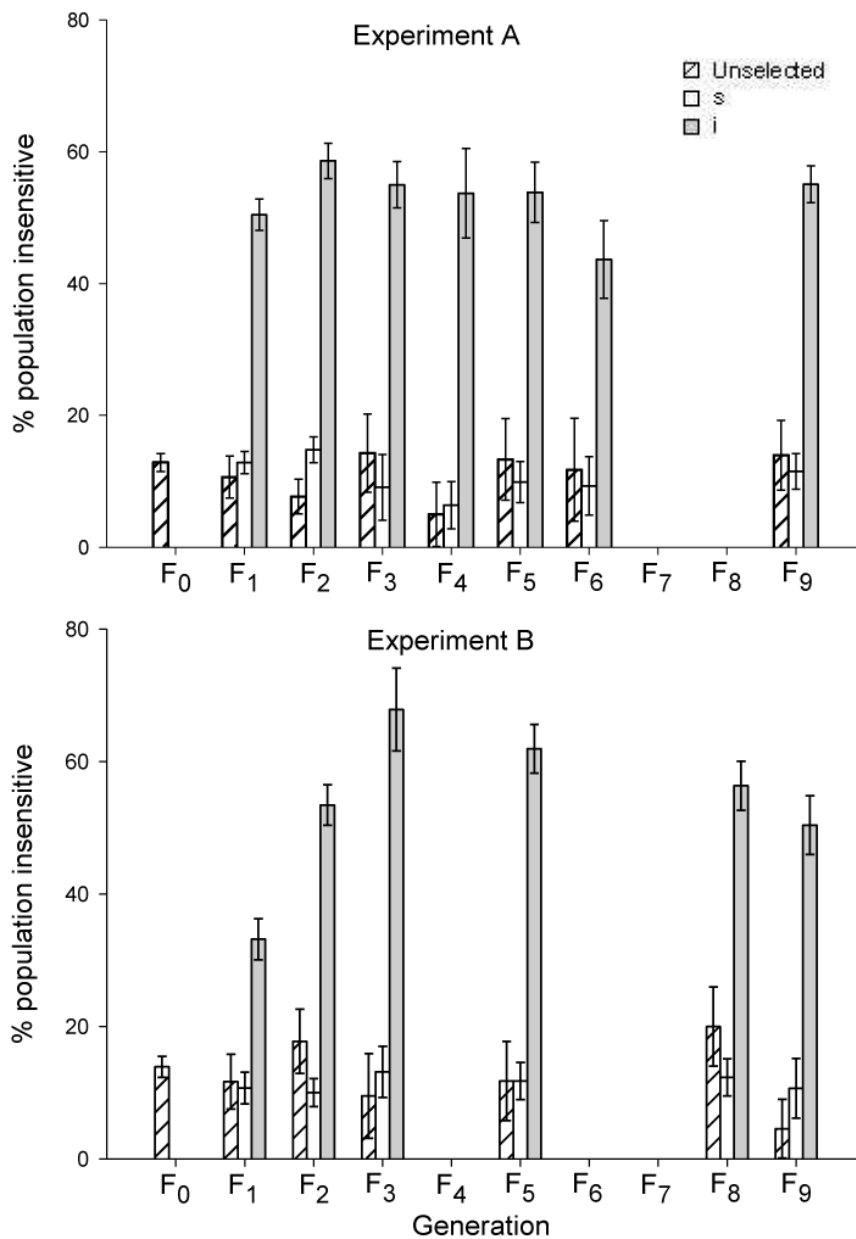 Experiment A
Unselected
s
i
% population insensitive
80
60
40
20
0
F0 F1 F2 F3 F4 F5 F6 F7 F8 F9
Experiment B
% population insensitive
80
60
40
20
0
F0 F1 F2 F3 F4 F5 F6 F7 F8 F9
Generation